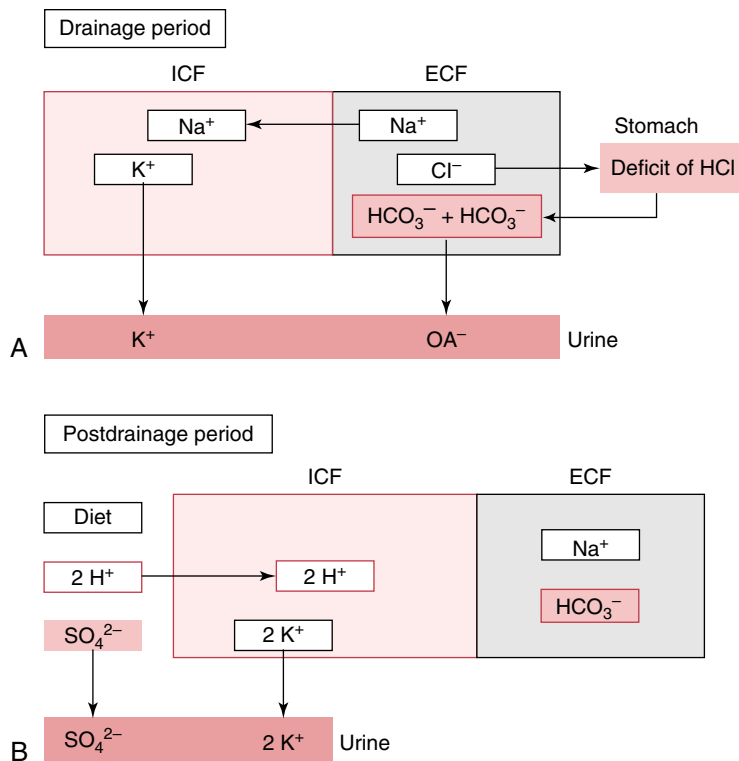 Drainage period
ICF ECF
Na⁺ Na⁺
Stomach
K⁺ Cl⁻ Deficit of HCl
HCO₃⁻ + HCO₃⁻
A K⁺ OA⁻ Urine
Postdrainage period
ICF ECF
Diet
Na⁺
2 H⁺ 2 H⁺
HCO₃⁻
SO₄²⁻ 2 K⁺
B SO₄²⁻ 2 K⁺ Urine